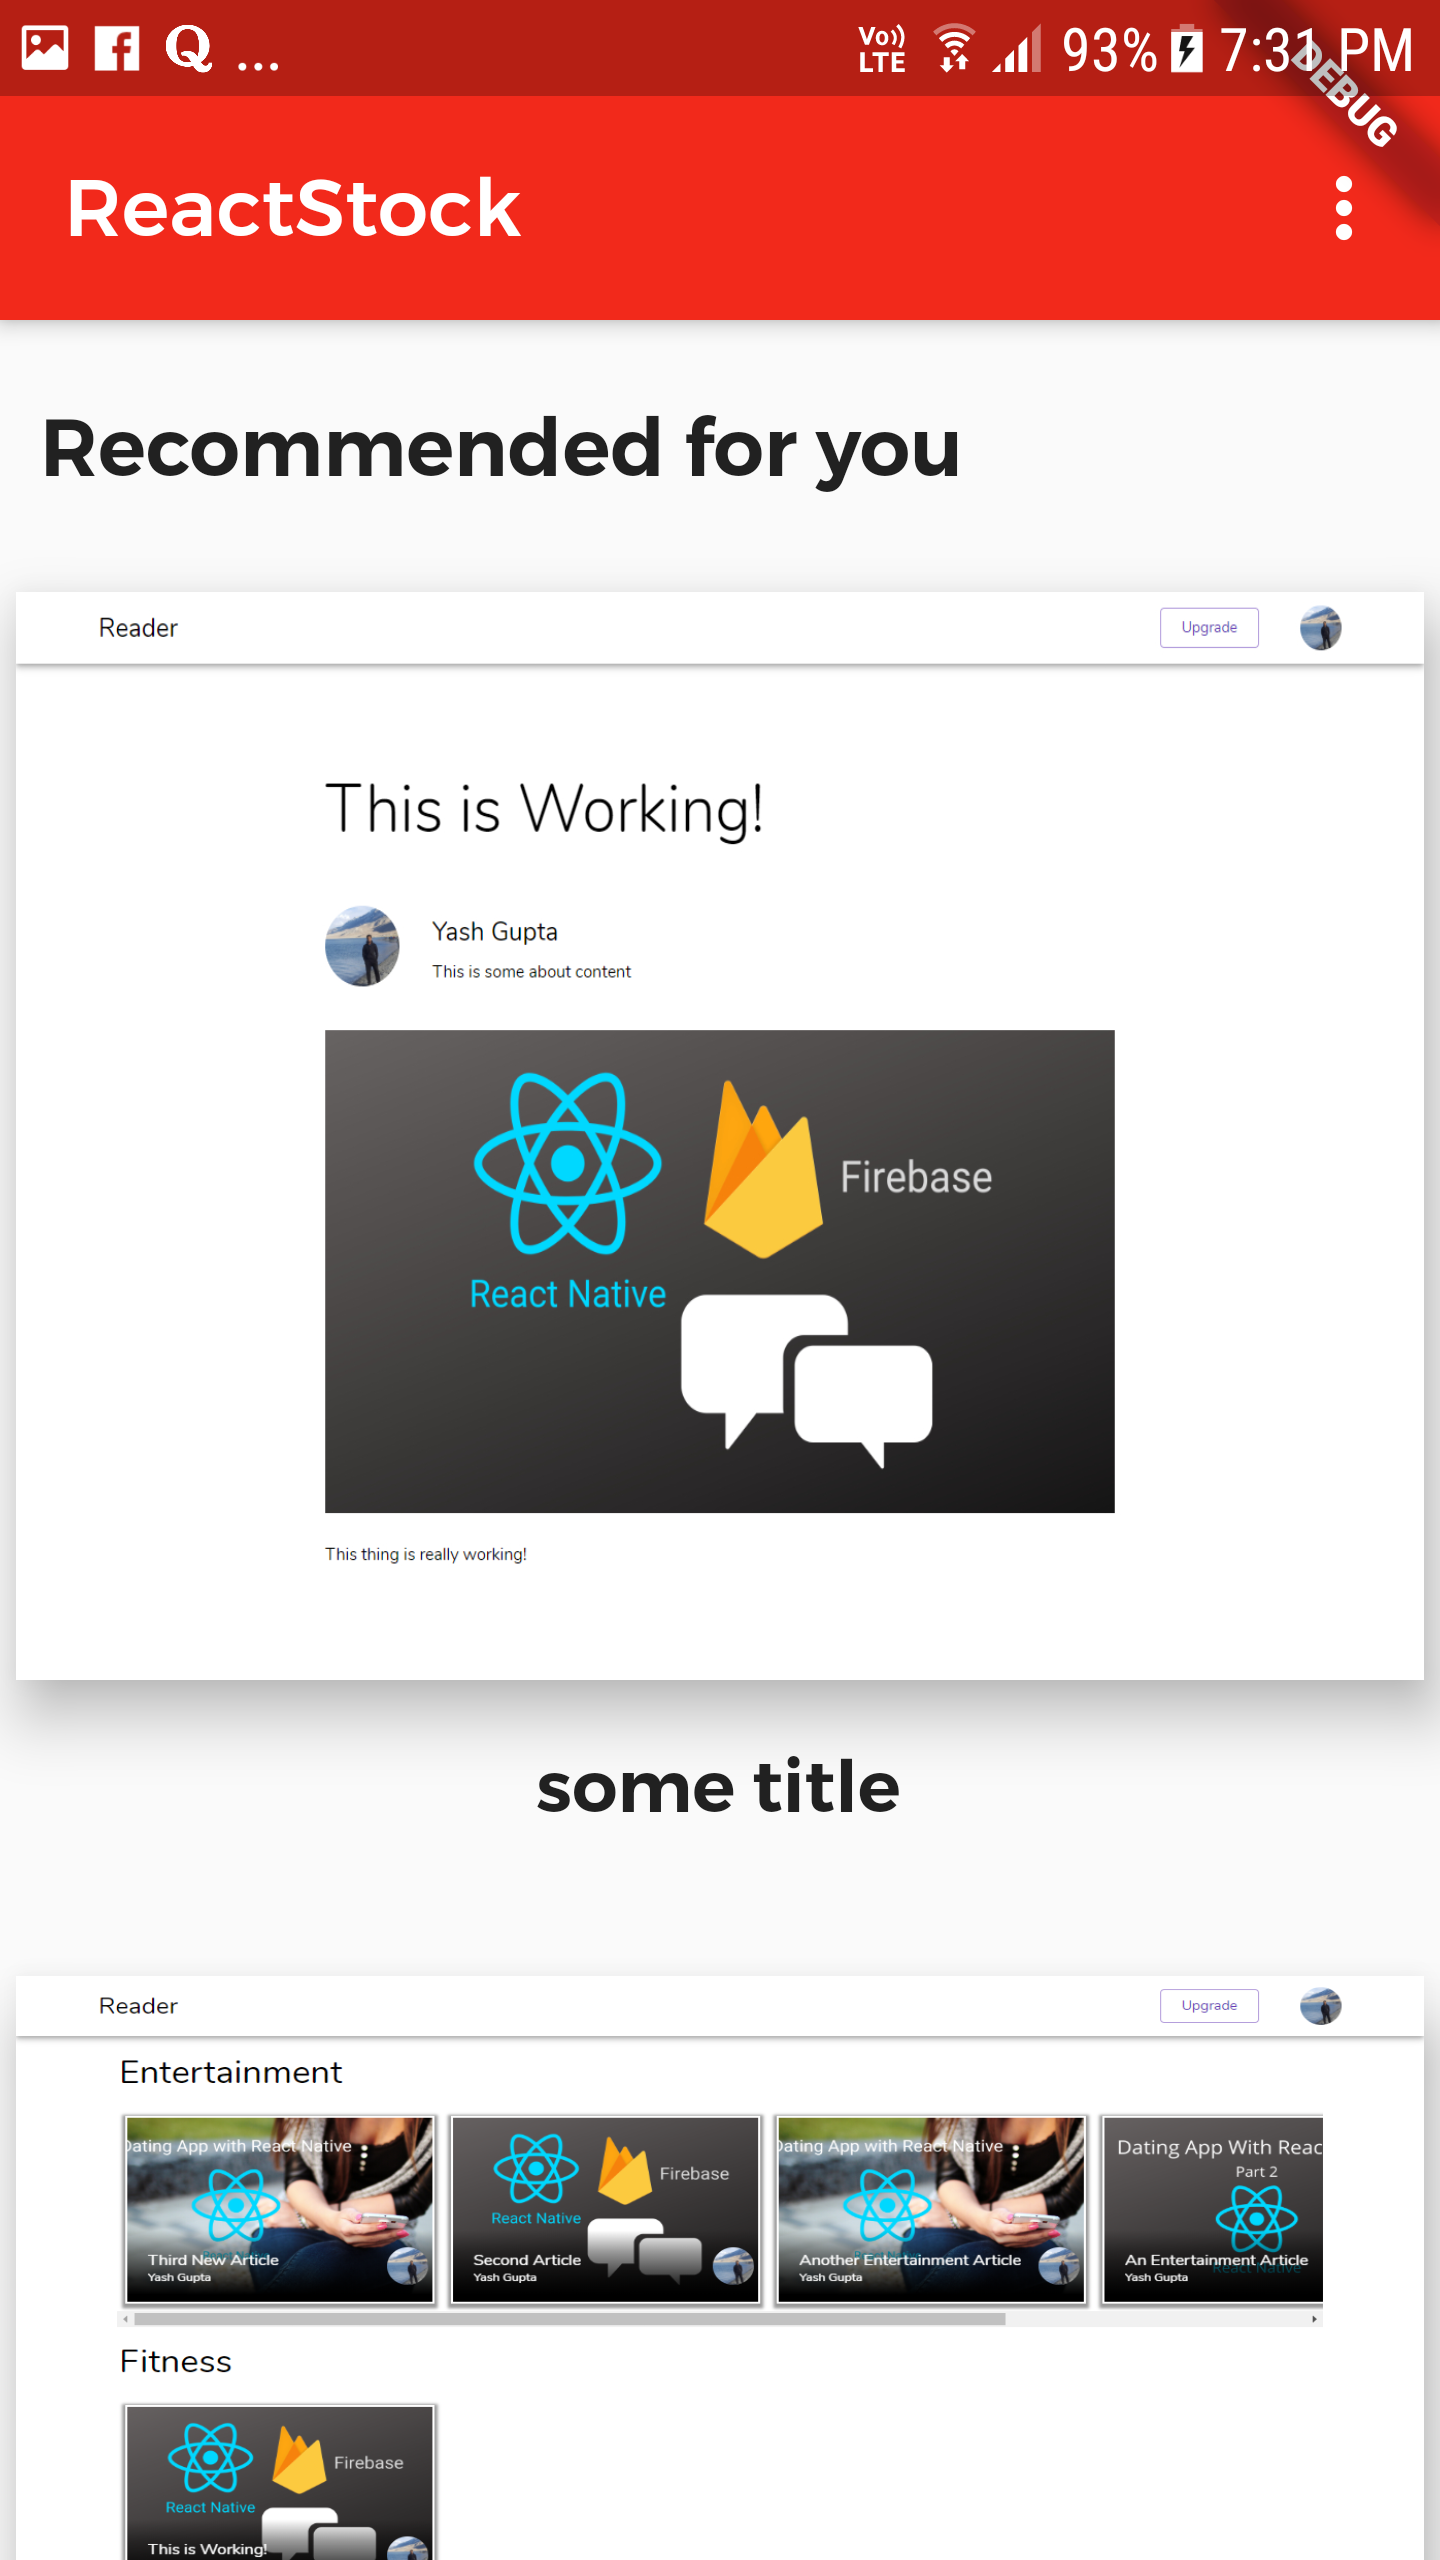 Vo)) LTE 93% 7:31 PM
DEBUG
ReactStock
Recommended for you
Reader Upgrade
This is Working!
Yash Gupta
This is some about content
Firebase
React Native
This thing is really working!
some title
Reader Upgrade
Entertainment
Dating App with React Native
Third New Article
Yash Gupta
Firebase
React Native
Second Article
Yash Gupta
Dating App with React Native
Another Entertainment Article
Yash Gupta
Dating App With Reac
Part 2
An Entertainment Article
React Native
Yash Gupta
Fitness
Firebase
React Native
This is Working!